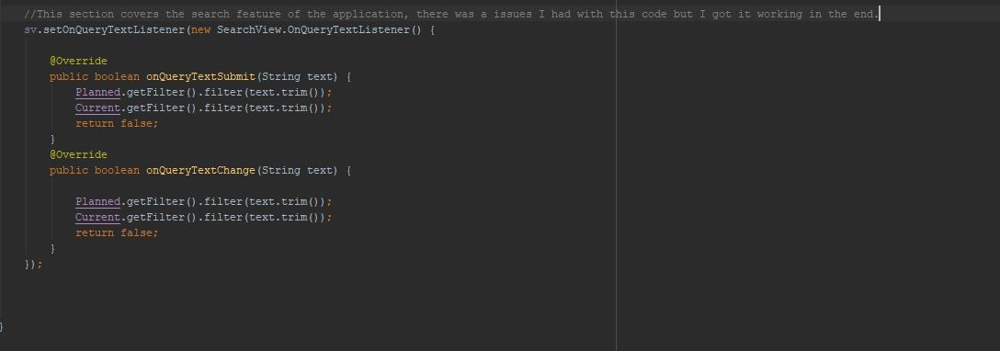 //This section covers the search feature of the application, there was a issues I had with this code but I got it working in the end.
sv.setOnQueryTextListener(new SearchView.OnQueryTextListener() {
@Override
public boolean onQueryTextSubmit(String text) {
Planned.getFilter().filter(text.trim());
Current.getFilter().filter(text.trim());
return false;
}
@Override
public boolean onQueryTextChange(String text) {
Planned.getFilter().filter(text.trim());
Current.getFilter().filter(text.trim());
return false;
}
});
}